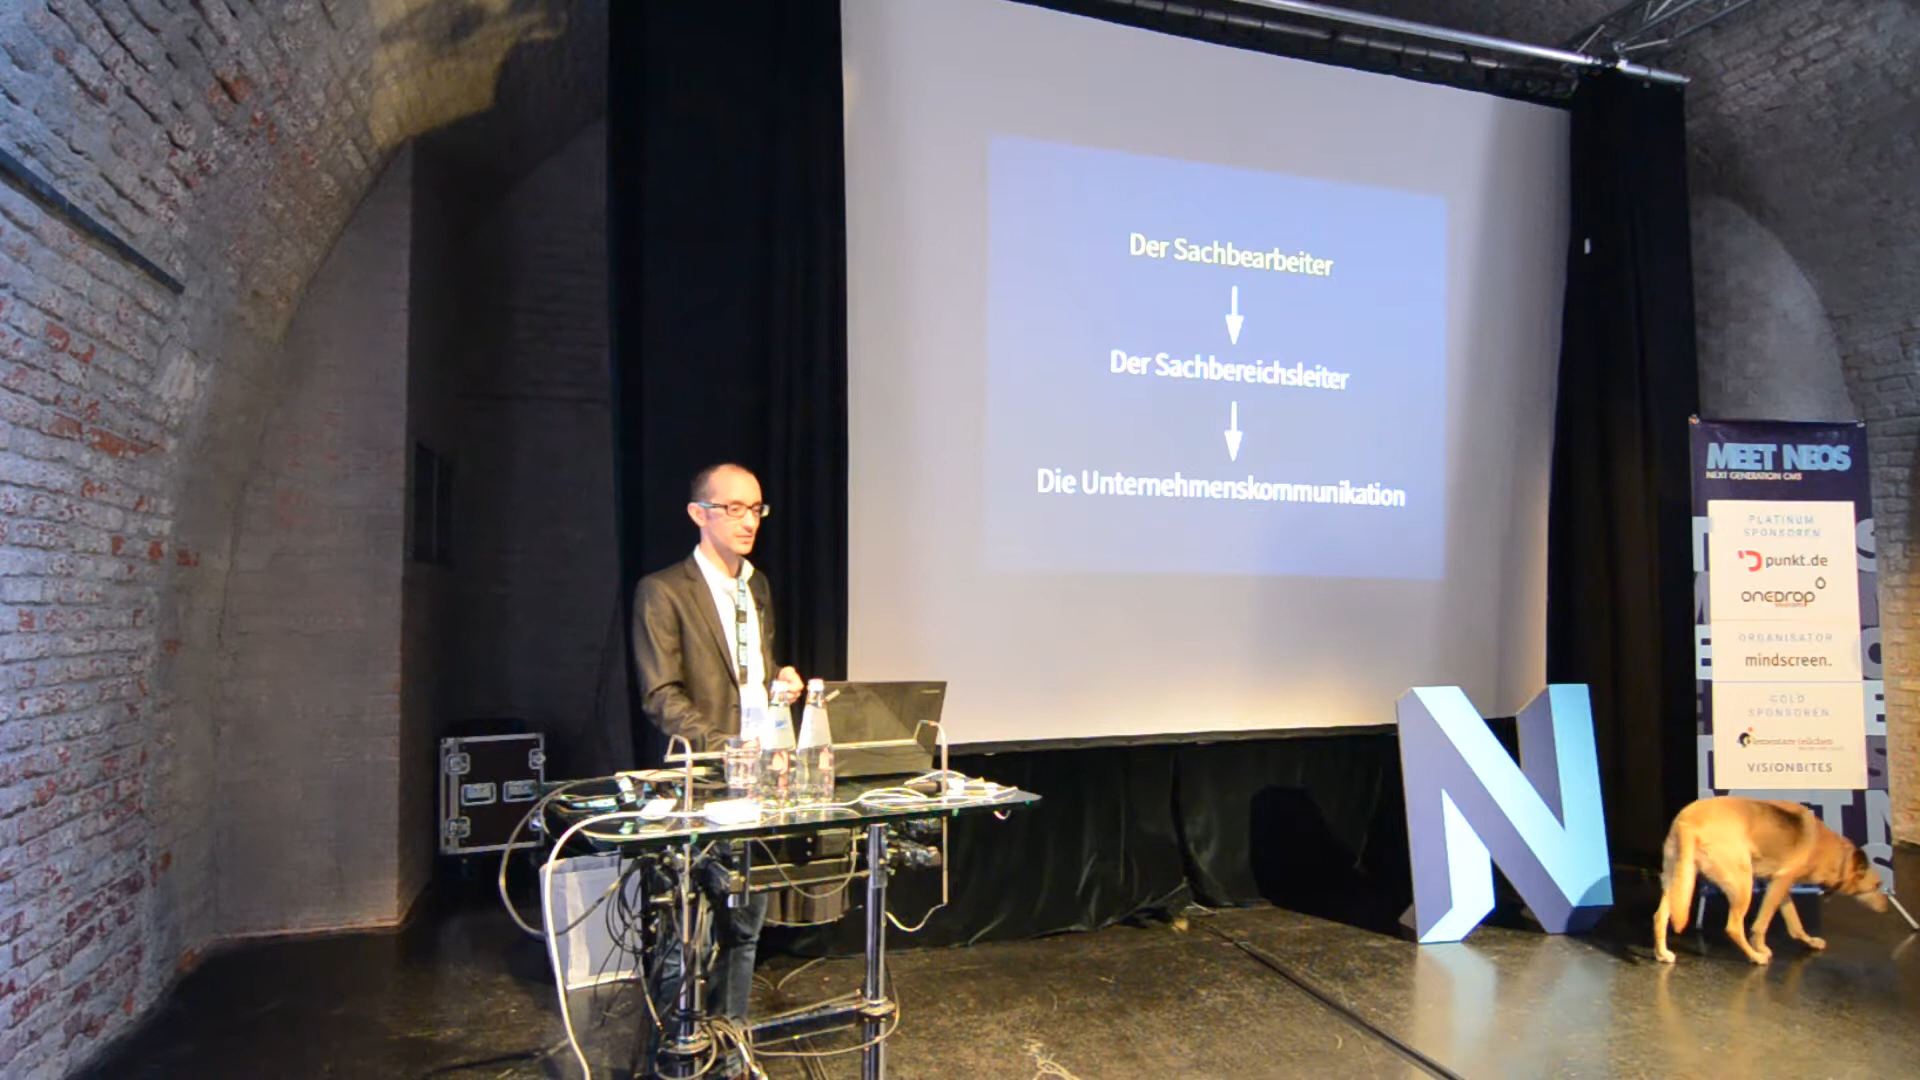 Der Sachbearbeiter
Der Sachbereichsleiter
Die Unternehmenskommunikation
MEET NEOS
NEXT GENERATION CMS
PLATINUM
SPONSOREN
punkt.de
onedrop
ORGANISATOR
mindscreen.
GOLD
SPONSOREN
VISIONBITES
N